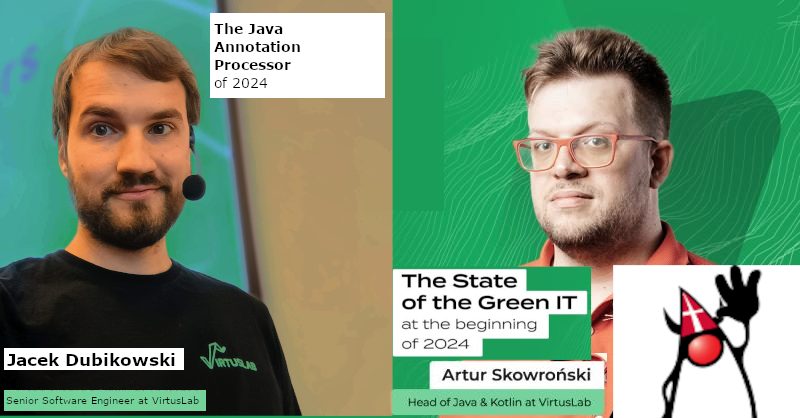 The Java
Annotation
Processor
of 2024
VIRTUSLAB
Jacek Dubikowski
Senior Software Engineer at VirtusLab
The State
of the Green IT
at the beginning
of 2024
Artur Skowroński
Head of Java & Kotlin at VirtusLab